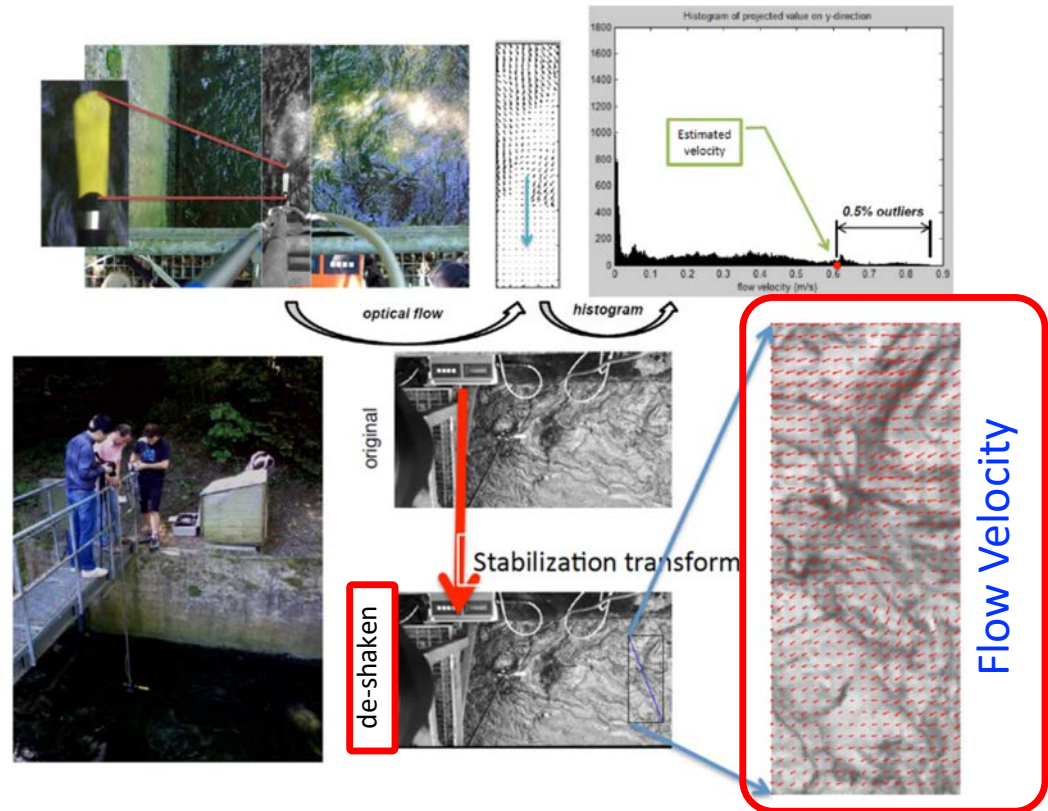 Histogram of projected value on y-direction
1800
1600
1400
1200
1000
800
600
400
200
0
Estimated
velocity
0.5% outliers
0 0.1 0.2 0.3 0.4 0.5 0.6 0.7 0.8 0.9
flow velocity (m/s)
optical flow
histogram
original
Stabilization transform
de-shaken
Flow Velocity